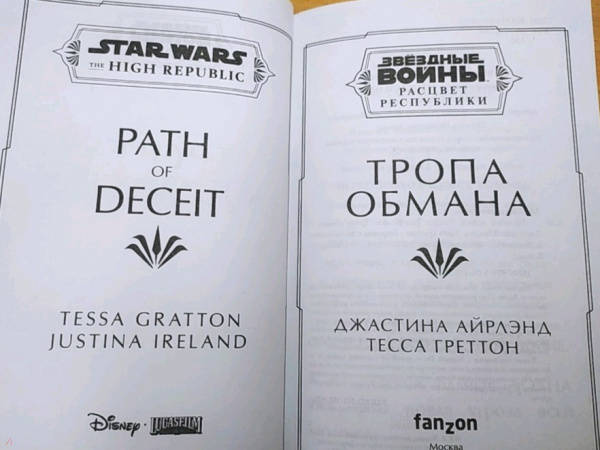 STAR WARS
THE HIGH REPUBLIC
PATH
OF
DECEIT
TESSA GRATTON
JUSTINA IRELAND
Disney · LUCASFILM
ЗВЁЗДНЫЕ
ВОЙНЫ
РАСЦВЕТ
РЕСПУБЛИКИ
ТРОПА
ОБМАНА
ДЖАСТИНА АЙРЛЭНД
ТЕССА ГРЕТТОН
fanzon
Москва